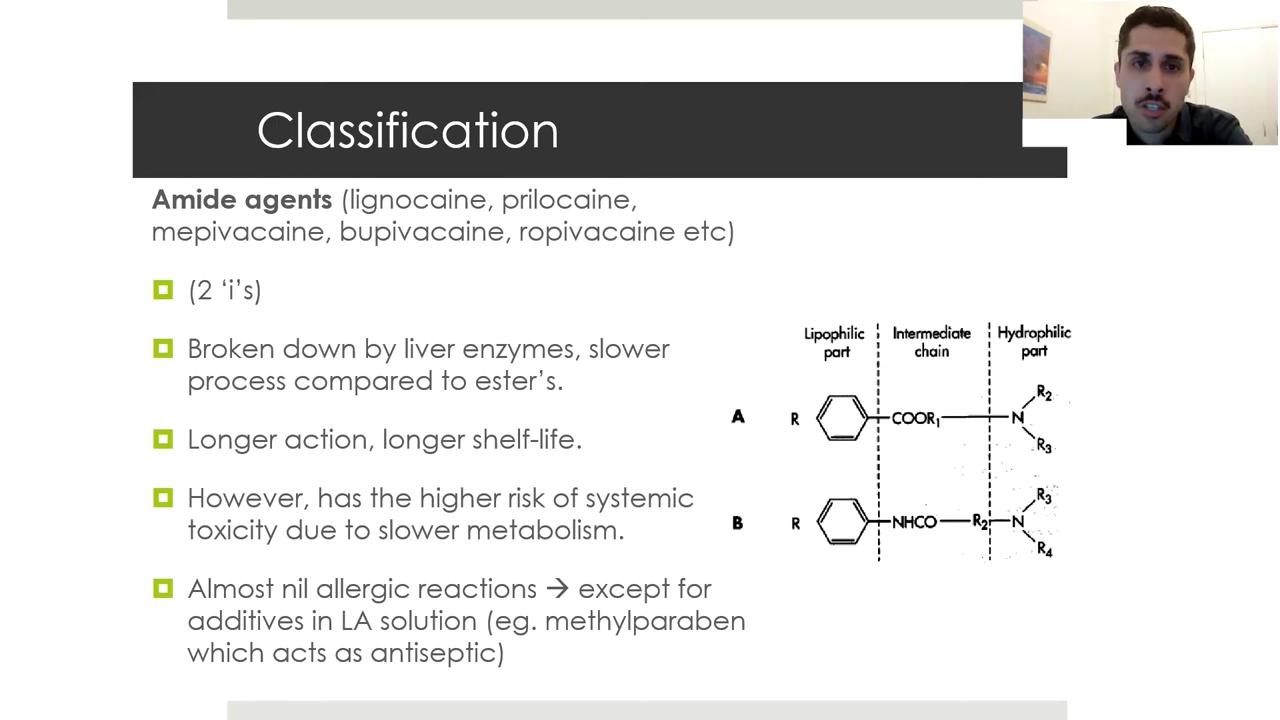 Classification
Amide agents (lignocaine, prilocaine,
mepivacaine, bupivacaine, ropivacaine etc)
(2 ‘i’s)
Broken down by liver enzymes, slower
process compared to ester’s.
Longer action, longer shelf-life.
However, has the higher risk of systemic
toxicity due to slower metabolism.
Almost nil allergic reactions → except for
additives in LA solution (eg. methylparaben
which acts as antiseptic)
Lipophilic part
Intermediate chain
Hydrophilic part
A R COOR1 N R2 R3
B R NHCO R2 N R3 R4